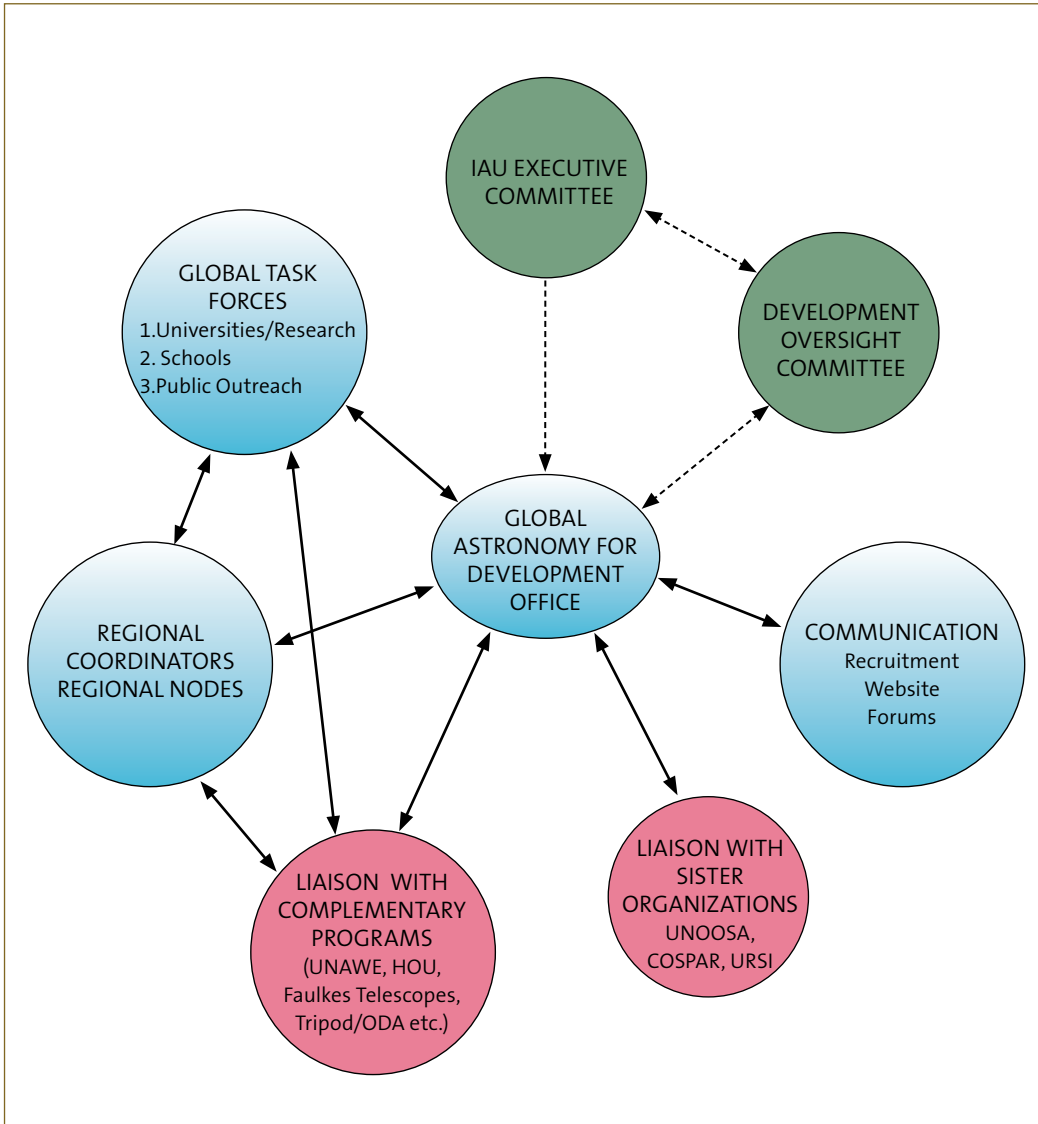 IAU EXECUTIVE
COMMITTEE
GLOBAL TASK
FORCES
1.Universities/Research
2. Schools
3.Public Outreach
DEVELOPMENT
OVERSIGHT
COMMITTEE
GLOBAL
ASTRONOMY FOR
DEVELOPMENT
OFFICE
REGIONAL
COORDINATORS
REGIONAL NODES
COMMUNICATION
Recruitment
Website
Forums
LIAISON WITH
COMPLEMENTARY
PROGRAMS
(UNAWE, HOU,
Faulkes Telescopes,
Tripod/ODA etc.)
LIAISON WITH
SISTER
ORGANIZATIONS
UNOOSA,
COSPAR, URSI